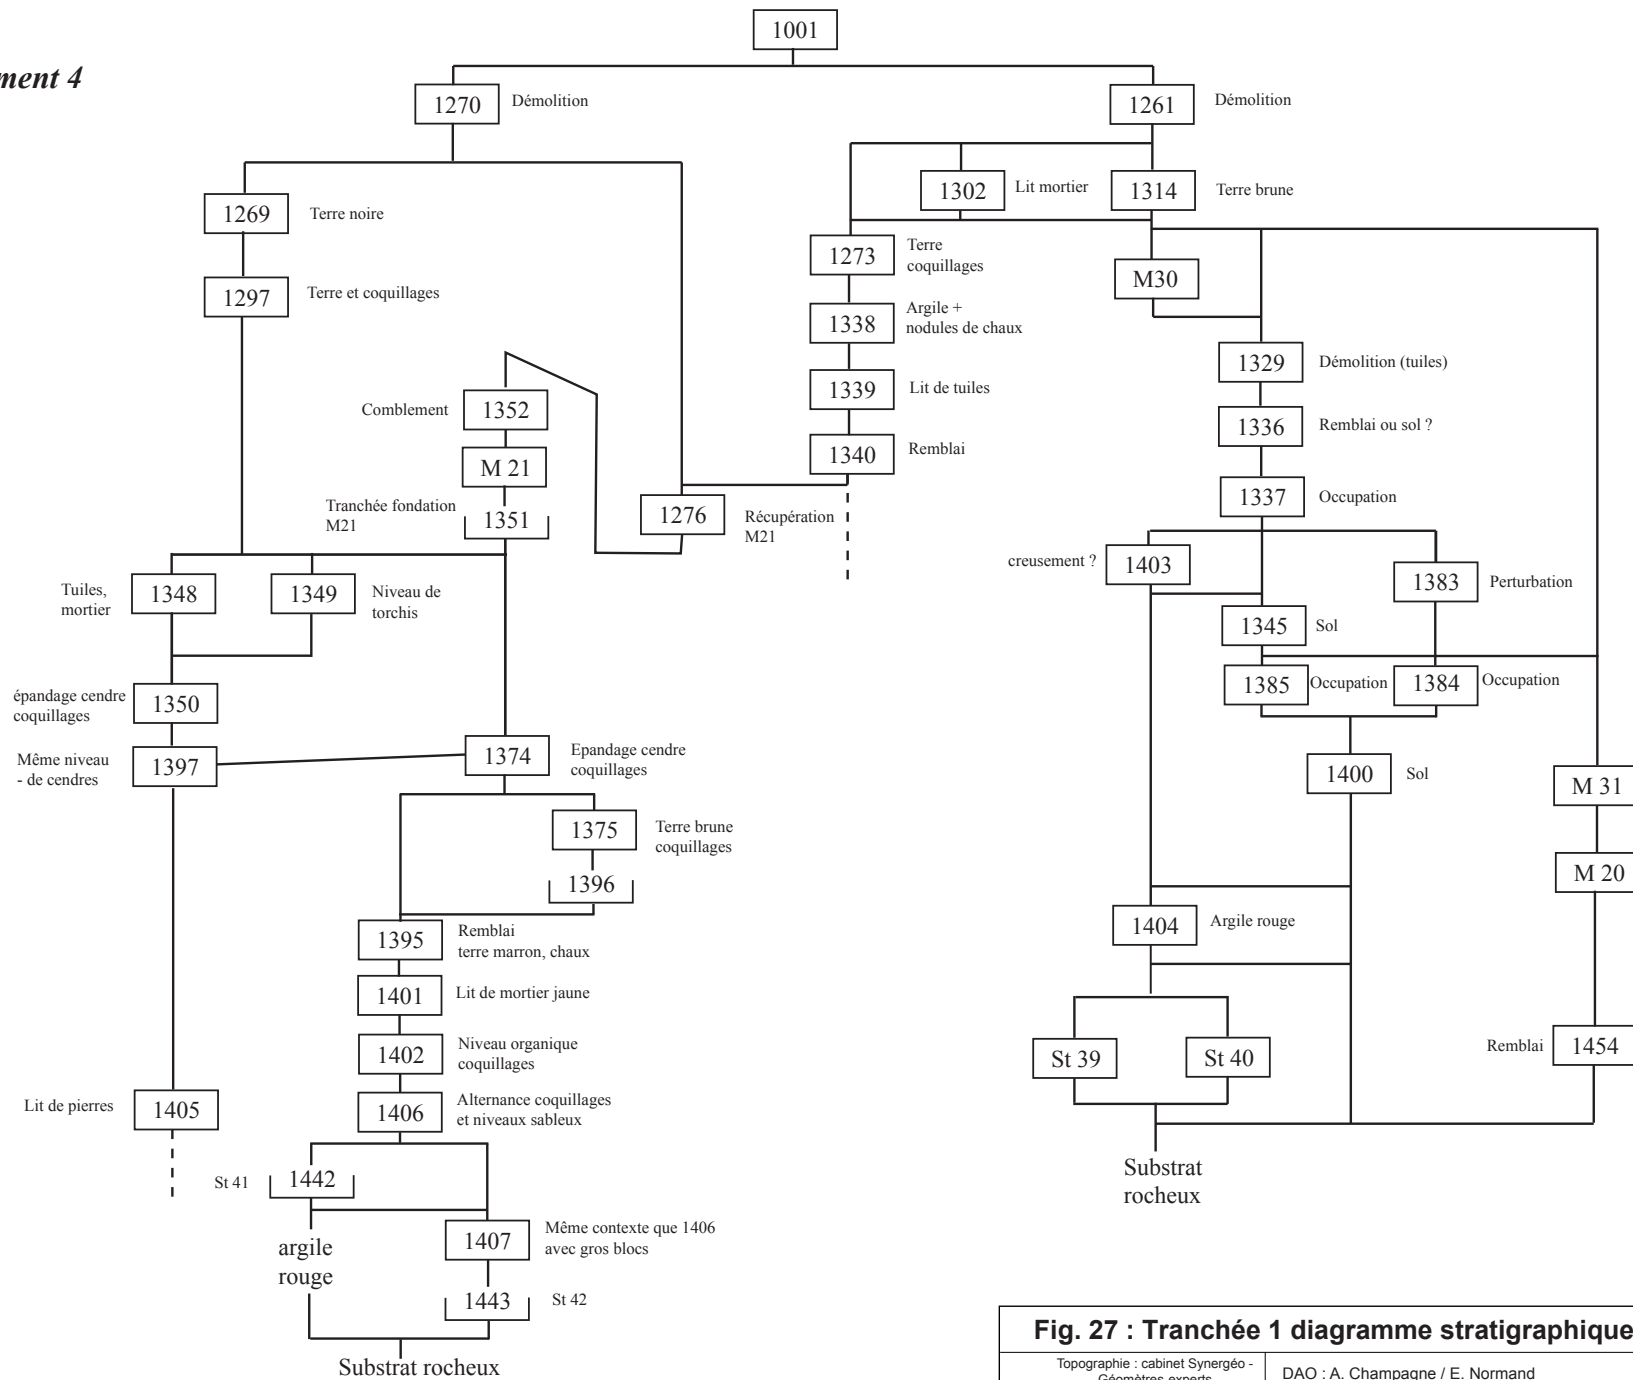 1001
ment 4
1270
Démolition
1261
Démolition
1302
Lit mortier
1314
Terre brune
1269
Terre noire
1273
Terre
coquillages
M30
1297
Terre et coquillages
1338
Argile +
nodules de chaux
1329
Démolition (tuiles)
1339
Lit de tuiles
Comblement
1352
1336
Remblai ou sol ?
1340
Remblai
M 21
1337
Occupation
Tranchée fondation
M21
1351
1276
Récupération
M21
creusement ?
1403
1383
Perturbation
Tuiles,
mortier
1348
1349
Niveau de
torchis
1345
Sol
1385
Occupation
1384
Occupation
épandage cendre
coquillages
1350
Même niveau
- de cendres
1397
1374
Epandage cendre
coquillages
1400
Sol
M 31
1375
Terre brune
coquillages
M 20
1396
1404
Argile rouge
1395
Remblai
terre marron, chaux
1401
Lit de mortier jaune
1402
Niveau organique
coquillages
St 39
St 40
Remblai
1454
Lit de pierres
1405
1406
Alternance coquillages
et niveaux sableux
Substrat
rocheux
St 41
1442
argile
rouge
1407
Même contexte que 1406
avec gros blocs
1443
St 42
Substrat rocheux
Fig. 27 : Tranchée 1 diagramme stratigraphique
Topographie : cabinet Synergéo -
Géomètres experts
DAO : A. Champagne / E. Normand